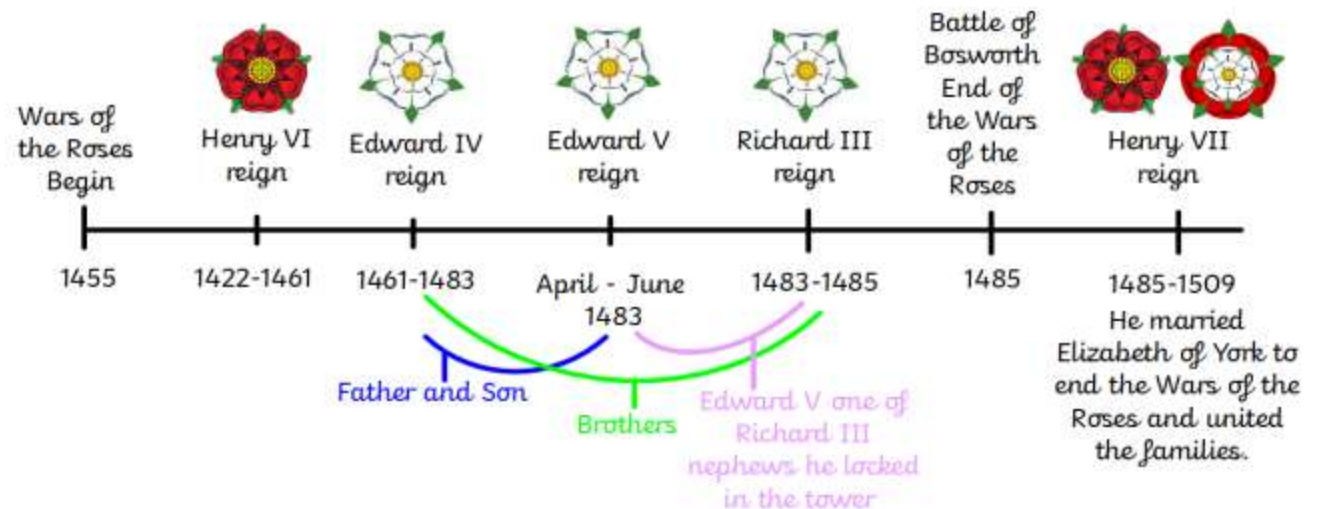 Wars of
the Roses
Begin
1455
Henry VI
reign
1422-1461
Edward IV
reign
1461-1483
Edward V
reign
April - June
1483
Richard III
reign
1483-1485
Battle of
Bosworth
End of
the Wars
of the
Roses
1485
Henry VII
reign
1485-1509
He married
Elizabeth of York to
end the Wars of the
Roses and united
the families.
Father and Son
Brothers
Edward V one of
Richard III
nephews he locked
in the tower